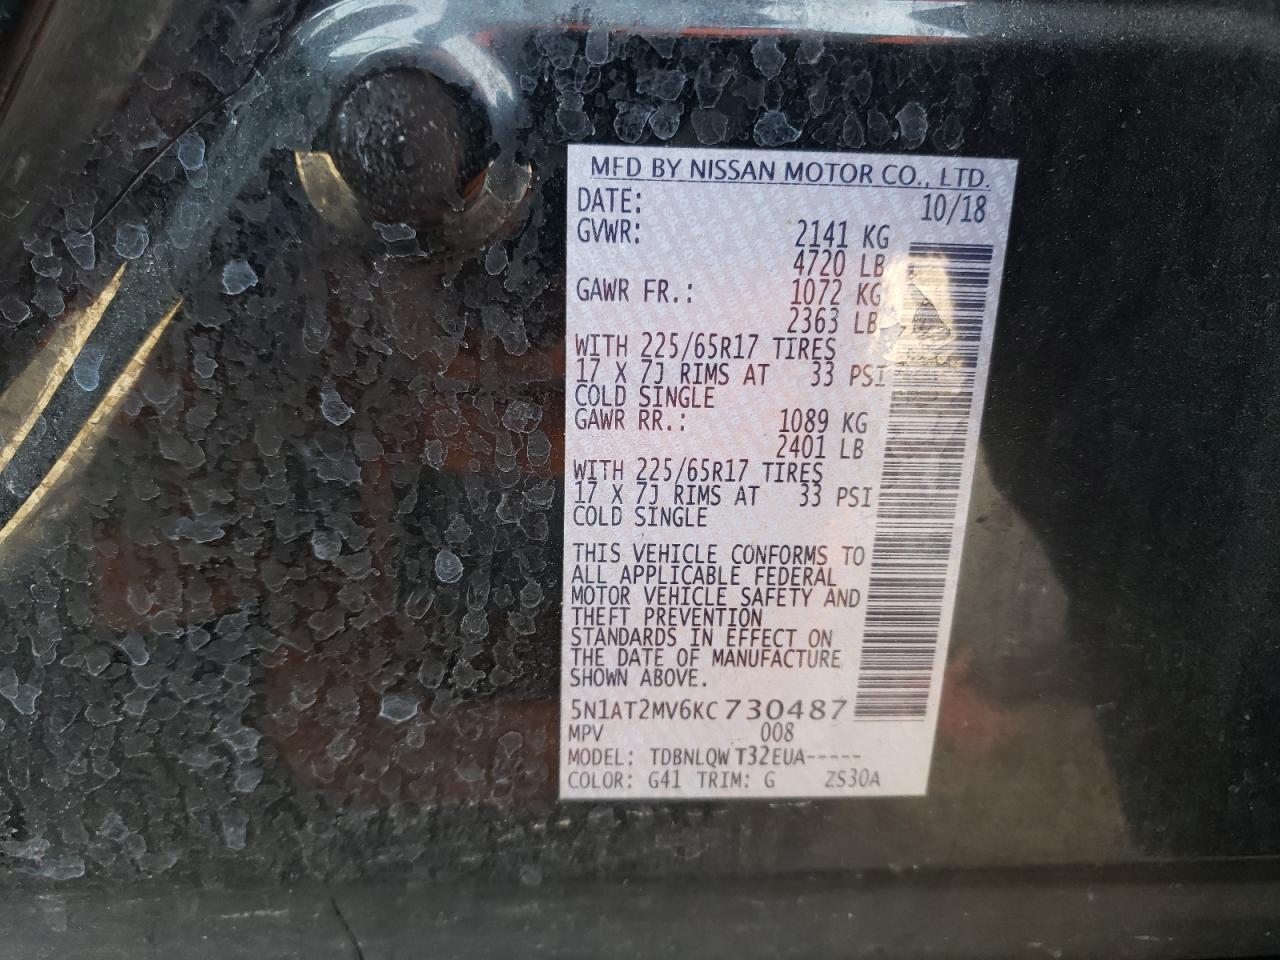 MFD BY NISSAN MOTOR CO., LTD.
DATE: 10/18
GVWR: 2141 KG
4720 LB
GAWR FR.: 1072 KG
2363 LB
WITH 225/65R17 TIRES
17 X 7J RIMS AT 33 PSI
COLD SINGLE
GAWR RR.: 1089 KG
2401 LB
WITH 225/65R17 TIRES
17 X 7J RIMS AT 33 PSI
COLD SINGLE
THIS VEHICLE CONFORMS TO
ALL APPLICABLE FEDERAL
MOTOR VEHICLE SAFETY AND
THEFT PREVENTION
STANDARDS IN EFFECT ON
THE DATE OF MANUFACTURE
SHOWN ABOVE.
5N1AT2MV6KC730487
MPV 008
MODEL: TDBNLQW T32EUA-----
COLOR: G41 TRIM: G ZS30A